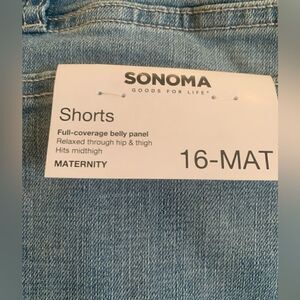 SONOMA
GOODS FOR LIFE
Shorts
Full-coverage belly panel
Relaxed through hip & thigh
Hits midthigh
MATERNITY
16-MAT